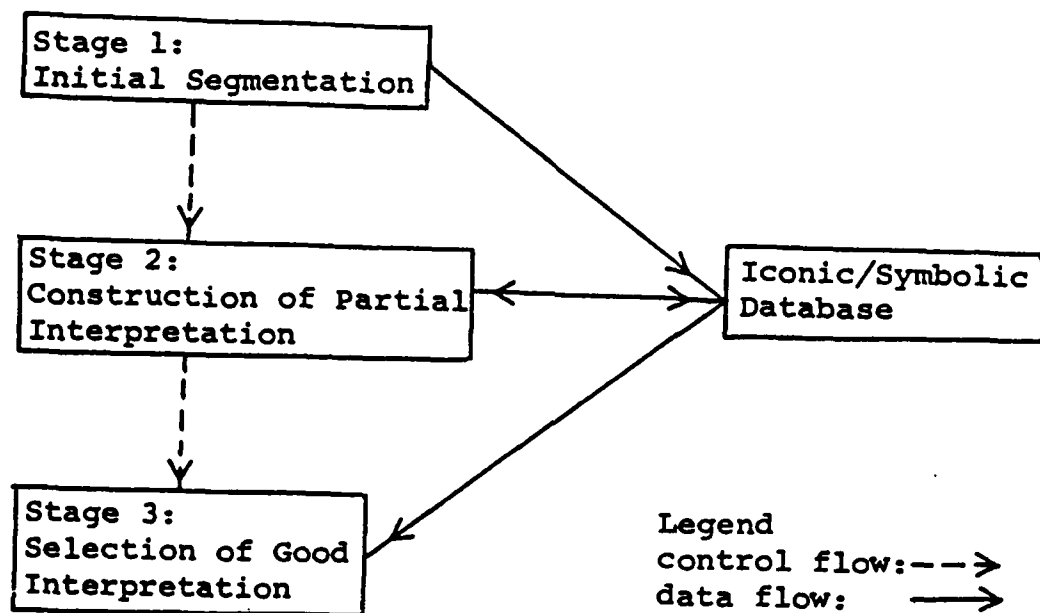 Stage 1:
Initial Segmentation
Stage 2:
Construction of Partial
Interpretation
Iconic/Symbolic
Database
Stage 3:
Selection of Good
Interpretation
Legend
control flow:
data flow: